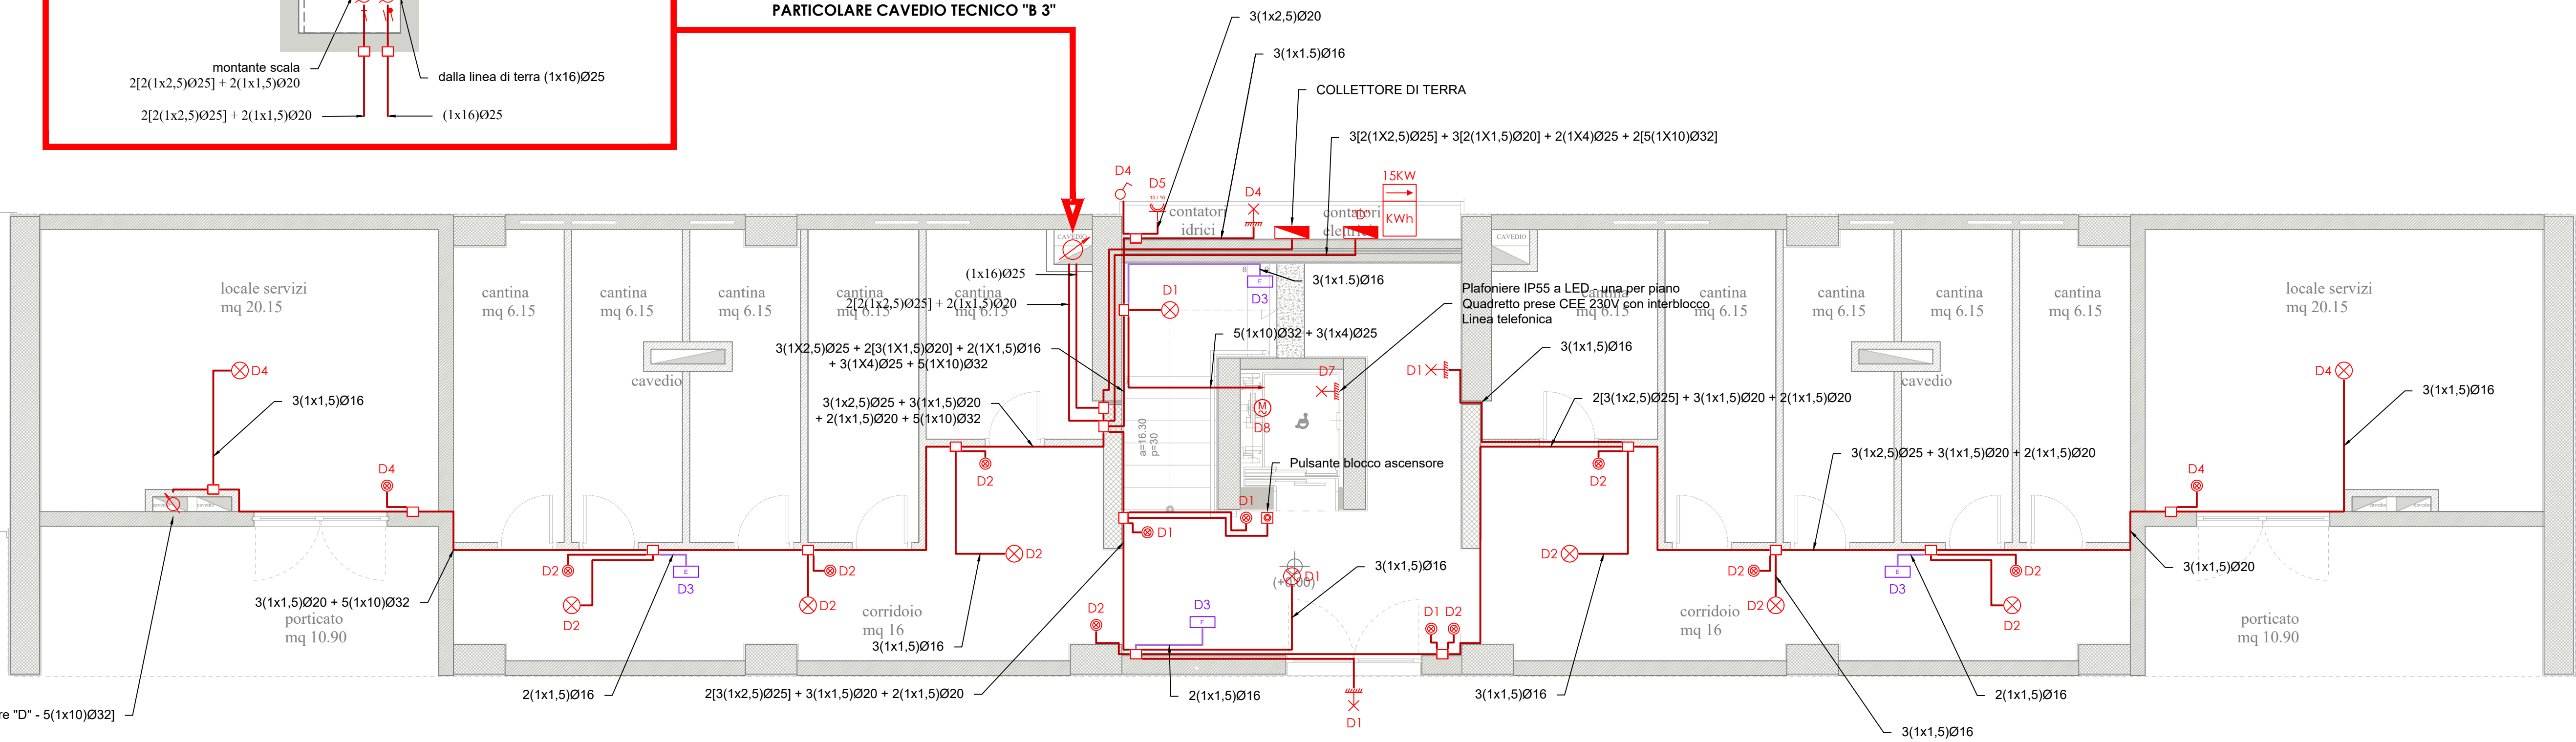 PARTICOLARE CAVEDIO TECNICO "B 3"
montante scala
2[2(1x2,5)Ø25] + 2(1x1,5)Ø20
dalla linea di terra (1x16)Ø25
2[2(1x2,5)Ø25] + 2(1x1,5)Ø20
(1x16)Ø25
3(1x2,5)Ø20
3(1x1.5)Ø16
COLLETTORE DI TERRA
3[2(1X2,5)Ø25] + 3[2(1X1,5)Ø20] + 2(1X4)Ø25 + 2[5(1X10)Ø32]
D4
D5
10 / 16
D4
15KW
KWh
contatori
idrici
contatori
elettrici
CAVEDIO
CAVEDIO
locale servizi
mq 20.15
cantina
mq 6.15
cantina
mq 6.15
cantina
mq 6.15
cantina
mq 6.15
cantina
mq 6.15
(1x16)Ø25
2[2(1x2,5)Ø25] + 2(1x1,5)Ø20
D1
8
E
D3
3(1x1.5)Ø16
Plafoniere IP55 a LED - una per piano
Quadretto prese CEE 230V con interblocco
Linea telefonica
cantina
mq 6.15
cantina
mq 6.15
cantina
mq 6.15
cantina
mq 6.15
cantina
mq 6.15
locale servizi
mq 20.15
5(1x10)Ø32 + 3(1x4)Ø25
3(1X2,5)Ø25 + 2[3(1X1,5)Ø20] + 2(1X1,5)Ø16
+ 3(1X4)Ø25 + 5(1X10)Ø32
3(1x1,5)Ø16
cavedio
cavedio
D4
3(1x1,5)Ø16
D7
D1
D4
3(1x1,5)Ø16
3(1x2,5)Ø25 + 3(1x1,5)Ø20
+ 2(1x1,5)Ø20 + 5(1x10)Ø32
M
D8
2[3(1x2,5)Ø25] + 3(1x1,5)Ø20 + 2(1x1,5)Ø20
a=16.30
p=30
Pulsante blocco ascensore
3(1x2,5)Ø25 + 3(1x1,5)Ø20 + 2(1x1,5)Ø20
D4
D2
D2
D4
cavedio
cavedio
D1
D1
D2
D2
3(1x1,5)Ø16
3(1x1,5)Ø20
D2
D2
E
D3
D1
D2
E
D3
D2
3(1x1,5)Ø20 + 5(1x10)Ø32
D2
D2
D2
D2
porticato
mq 10.90
corridoio
mq 16
3(1x1,5)Ø16
D2
D3
E
D1
D2
corridoio
mq 16
porticato
mq 10.90
2(1x1,5)Ø16
2[3(1x2,5)Ø25] + 3(1x1,5)Ø20 + 2(1x1,5)Ø20
2(1x1,5)Ø16
D1
3(1x1,5)Ø16
2(1x1,5)Ø16
3(1x1,5)Ø16
"D" - 5(1x10)Ø32]